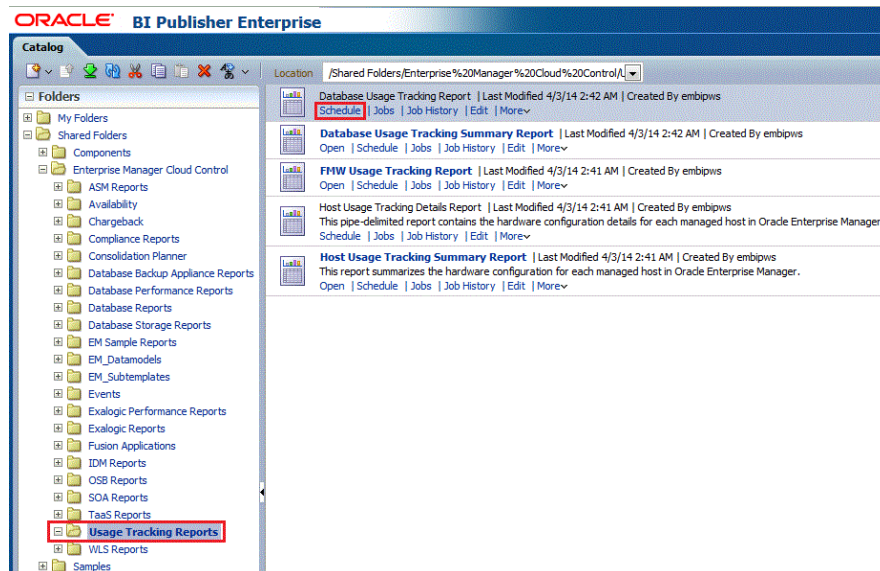 ORACLE BI Publisher Enterprise
Catalog
Location /Shared Folders/Enterprise%20Manager%20Cloud%20Control/
Folders
My Folders
Shared Folders
Components
Enterprise Manager Cloud Control
ASM Reports
Availability
Chargeback
Compliance Reports
Consolidation Planner
Database Backup Appliance Reports
Database Performance Reports
Database Reports
Database Storage Reports
EM Sample Reports
EM_Datamodels
EM_Subtemplates
Events
Exalogic Performance Reports
Exalogic Reports
Fusion Applications
IDM Reports
OSB Reports
SOA Reports
TaaS Reports
Usage Tracking Reports
WLS Reports
Samples
Database Usage Tracking Report | Last Modified 4/3/14 2:42 AM | Created By embipws
Schedule | Jobs | Job History | Edit | More
Database Usage Tracking Summary Report | Last Modified 4/3/14 2:42 AM | Created By embipws
Open | Schedule | Jobs | Job History | Edit | More
FMW Usage Tracking Report | Last Modified 4/3/14 2:41 AM | Created By embipws
Open | Schedule | Jobs | Job History | Edit | More
Host Usage Tracking Details Report | Last Modified 4/3/14 2:41 AM | Created By embipws
This pipe-delimited report contains the hardware configuration details for each managed host in Oracle Enterprise Manager
Schedule | Jobs | Job History | Edit | More
Host Usage Tracking Summary Report | Last Modified 4/3/14 2:41 AM | Created By embipws
This report summarizes the hardware configuration for each managed host in Oracle Enterprise Manager.
Open | Schedule | Jobs | Job History | Edit | More